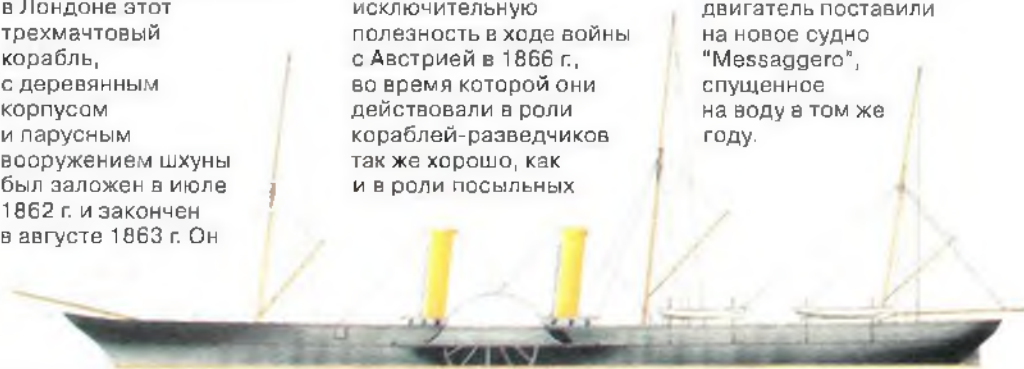 в Лондоне этот
трехмачтовый
корабль,
с деревянным
корпусом
и парусным
вооружением шхуны
был заложен в июле
1862 г. и закончен
в августе 1863 г. Он
исключительную
полезность в ходе войны
с Австрией в 1866 г.,
во время которой они
действовали в роли
кораблей-разведчиков
так же хорошо, как
и в роли посыльных
двигатель поставили
на новое судно
"Messaggero",
спущенное
на воду в том же
году.